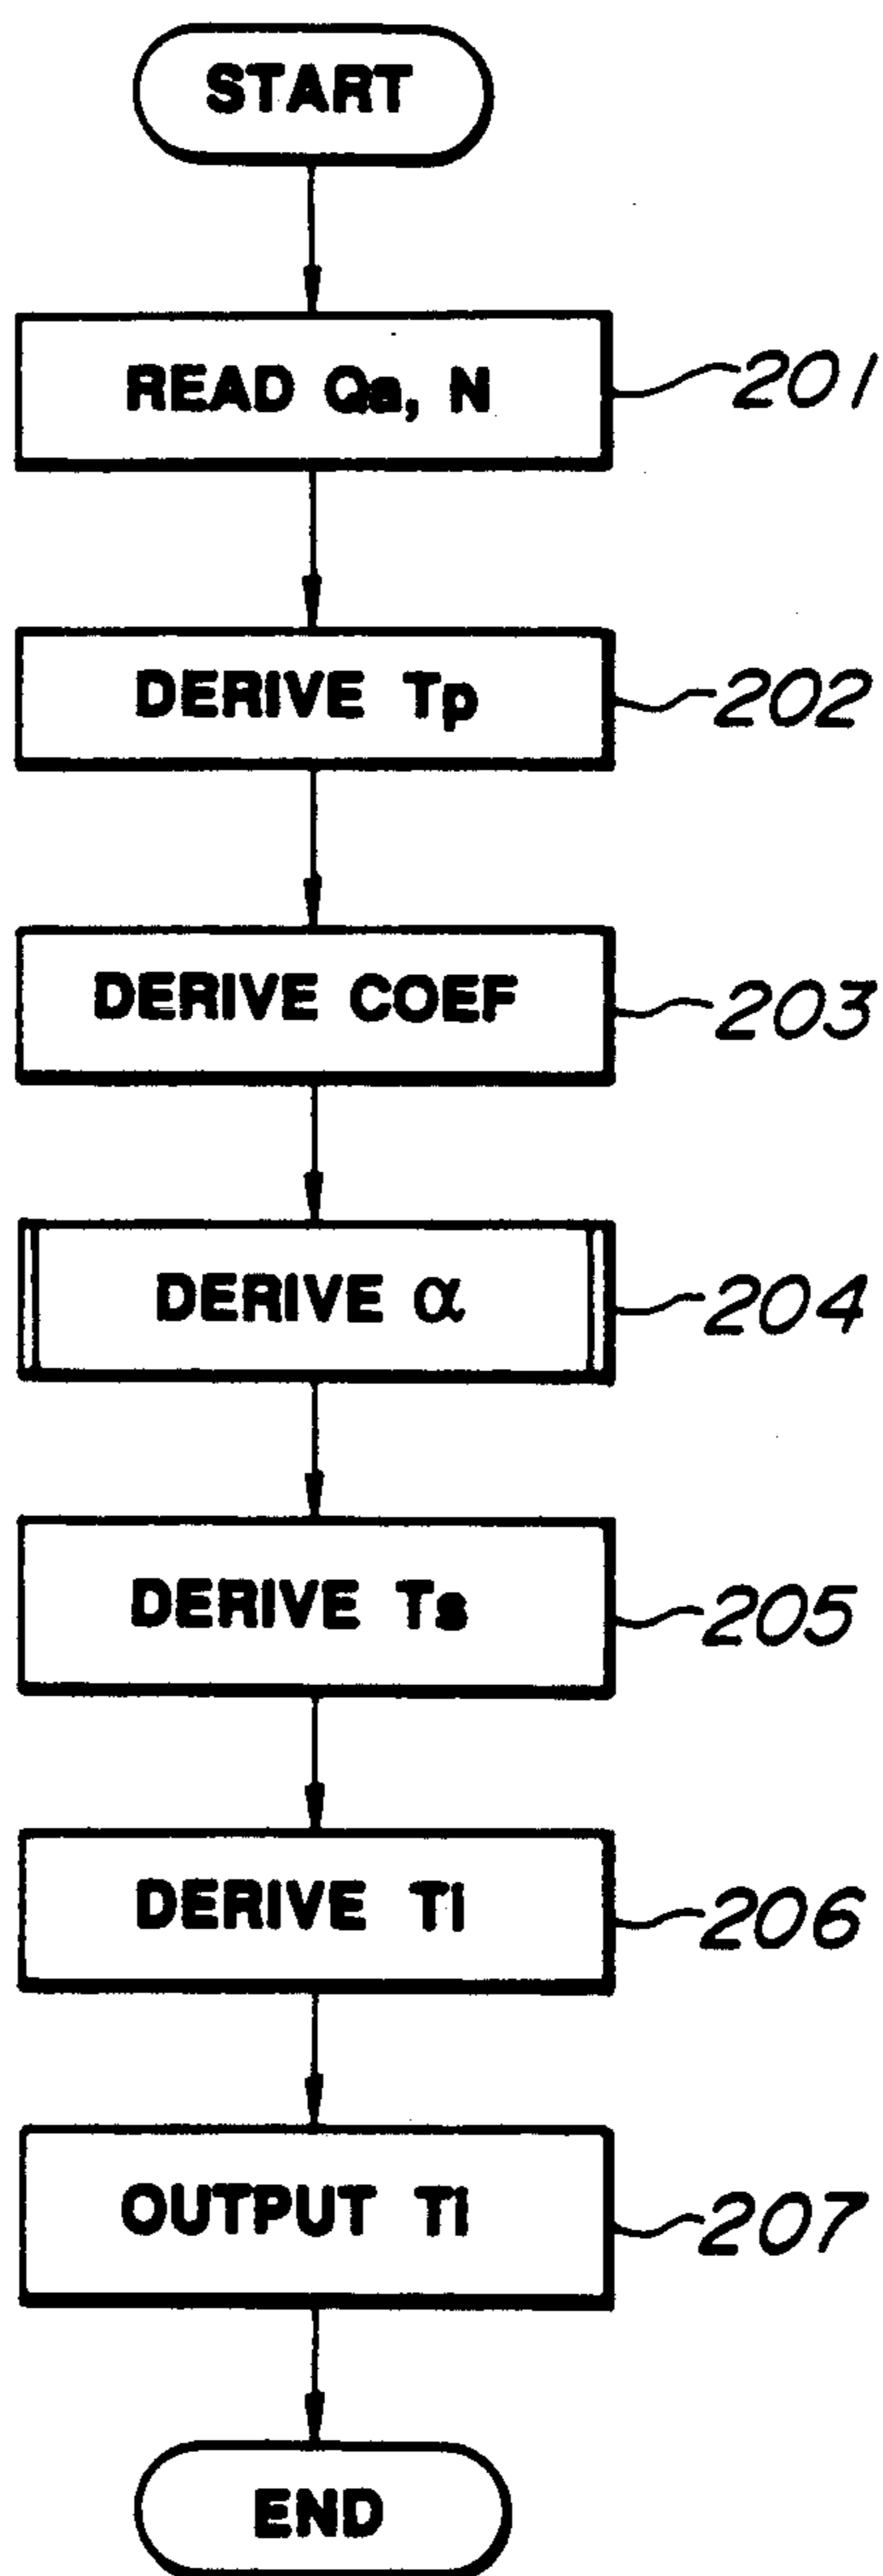 START
READ Qa, N
201
DERIVE Tp
202
DERIVE COEF
203
DERIVE α
204
DERIVE Ts
205
DERIVE Ti
206
OUTPUT Ti
207
END